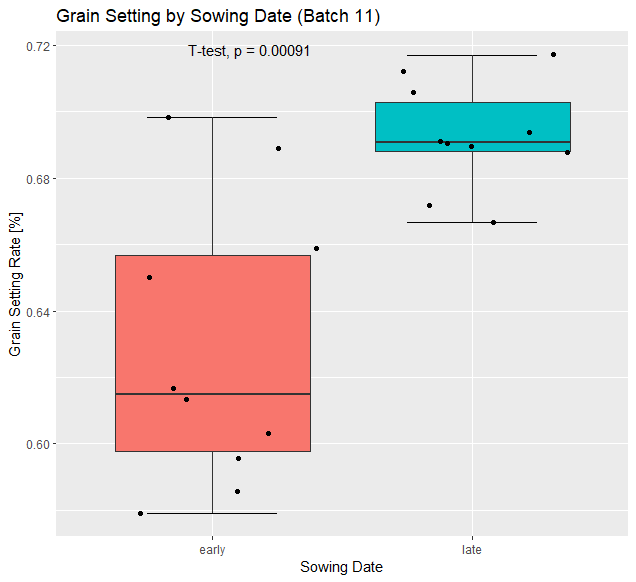 Grain Setting by Sowing Date (Batch 11)
T-test, p = 0.00091
0.72
0.68
0.64
0.60
Grain Setting Rate [%]
early
late
Sowing Date